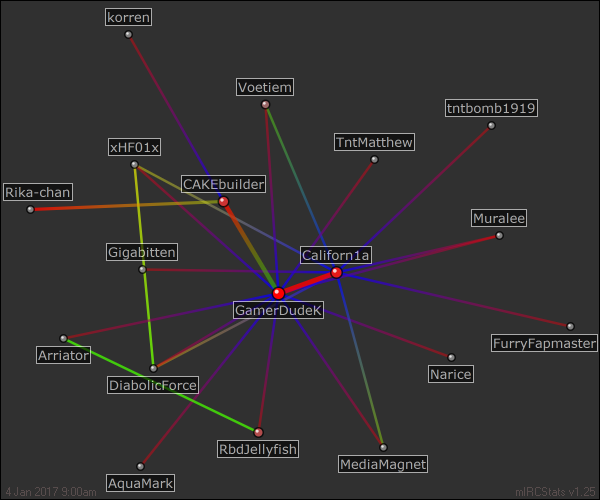 korren
Voetiem
tntbomb1919
TntMatthew
xHF01x
CAKEbuilder
Rika-chan
Muralee
Gigabitten
Californ1a
GamerDudeK
FurryFapmaster
Arriator
Narice
DiabolicForce
RbdJellyfish
MediaMagnet
AquaMark
4 Jan 2017 9:00am
mIRCStats v1.25